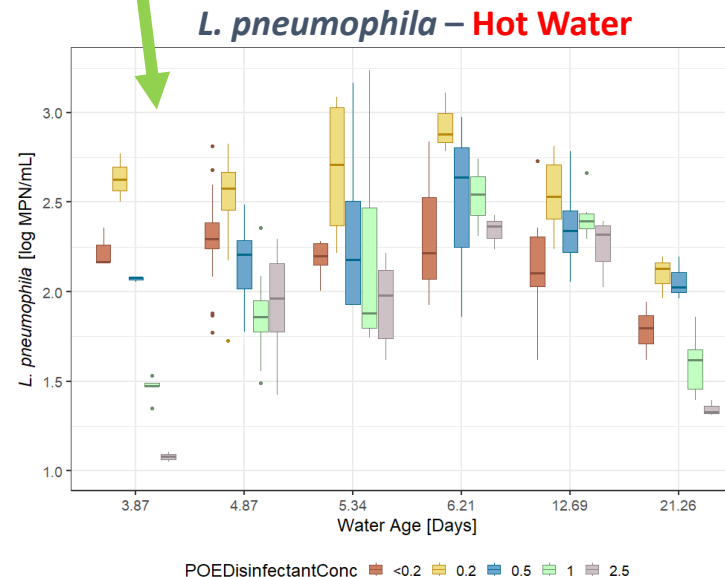 L. pneumophila – Hot Water
L. pneumophila [log MPN/mL]
3.0
2.5
2.0
1.5
1.0
3.87 4.87 5.34 6.21 12.69 21.26
Water Age [Days]
POEDisinfectantConc <0.2 0.2 0.5 1 2.5